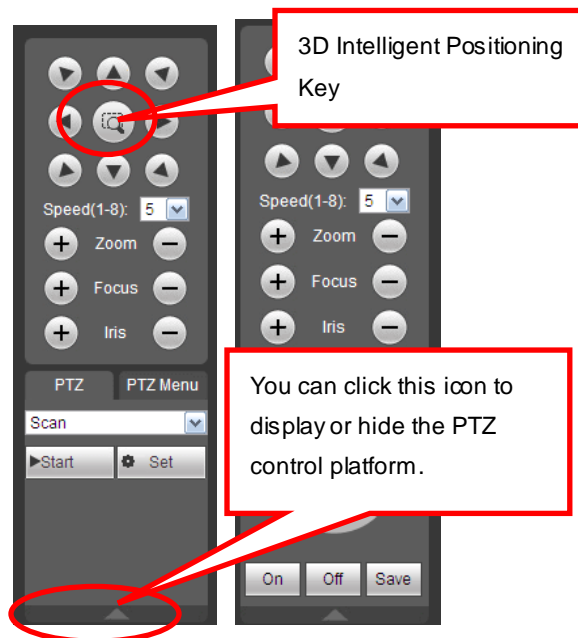 3D Intelligent Positioning
Key
Speed(1-8): 5
Zoom
Focus
Iris
PTZ PTZ Menu
Scan
Start Set
Speed(1-8): 5
Zoom
Focus
Iris
You can click this icon to
display or hide the PTZ
control platform.
On Off Save